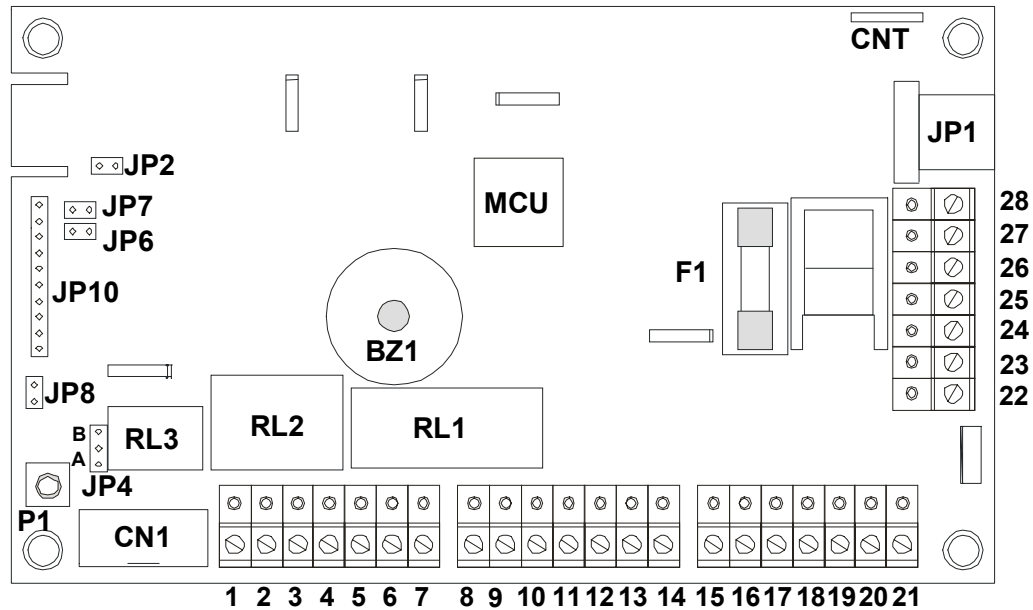 CNT
JP1
JP2
MCU
JP7
JP6
28
27
26
25
24
23
22
F1
JP10
BZ1
JP8
B
A
RL3
RL2
RL1
JP4
P1
CN1
1 2 3 4 5 6 7 8 9 10 11 12 13 14 15 16 17 18 19 20 21